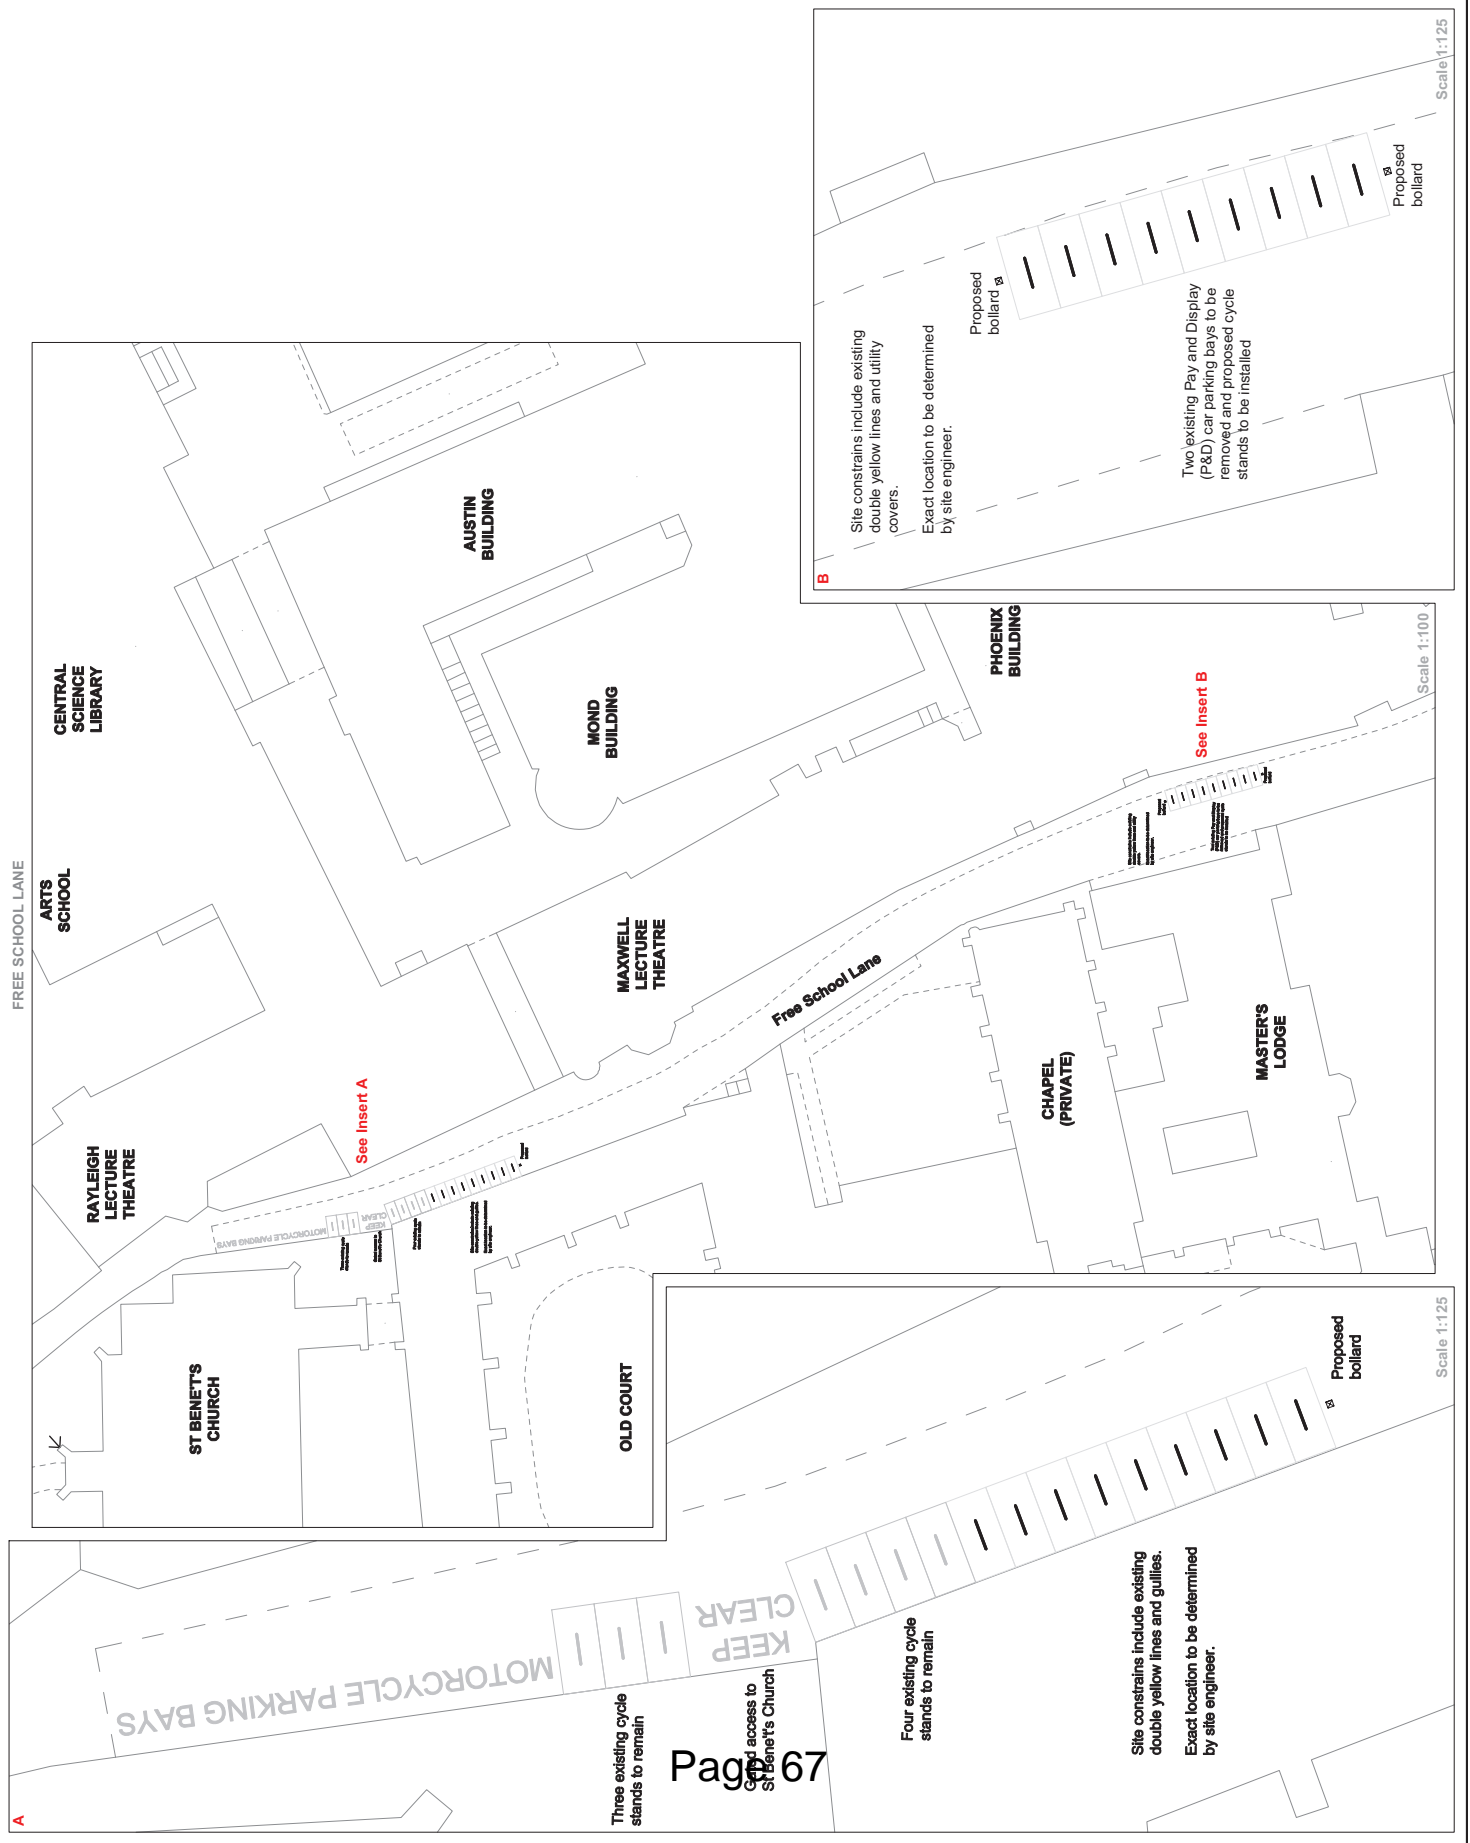 FREE SCHOOL LANE
CENTRAL
SCIENCE
LIBRARY
ARTS
SCHOOL
RAYLEIGH
LECTURE
THEATRE
AUSTIN
BUILDING
MOND
BUILDING
MAXWELL
LECTURE
THEATRE
PHOENIX
BUILDING
See Insert A
See Insert B
Free School Lane
CHAPEL
(PRIVATE)
MASTER'S
LODGE
ST BENE'T'S
CHURCH
OLD COURT
MOTORCYCLE PARKING BAYS
KEEP
CLEAR
Scale 1:100
B
Site constrains include existing
double yellow lines and utility
covers.
Exact location to be determined
by site engineer.
Proposed
bollard
Two existing Pay and Display
(P&D) car parking bays to be
removed and proposed cycle
stands to be installed
Proposed
bollard
Scale 1:125
A
MOTORCYCLE PARKING BAYS
KEEP
CLEAR
Three existing cycle
stands to remain
access to
St Bene't's Church
Four existing cycle
stands to remain
Site constrains include existing
double yellow lines and gullies.
Exact location to be determined
by site engineer.
Proposed
bollard
Scale 1:125
Page 67